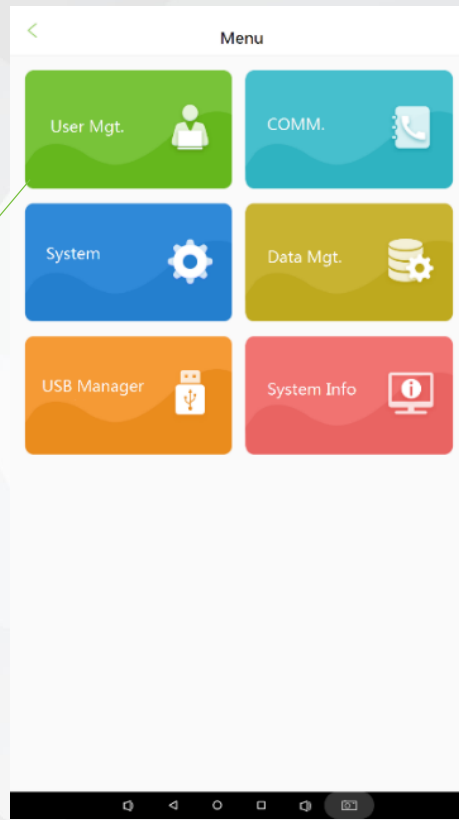 Menu
User Mgt.
COMM.
System
Data Mgt.
USB Manager
System Info